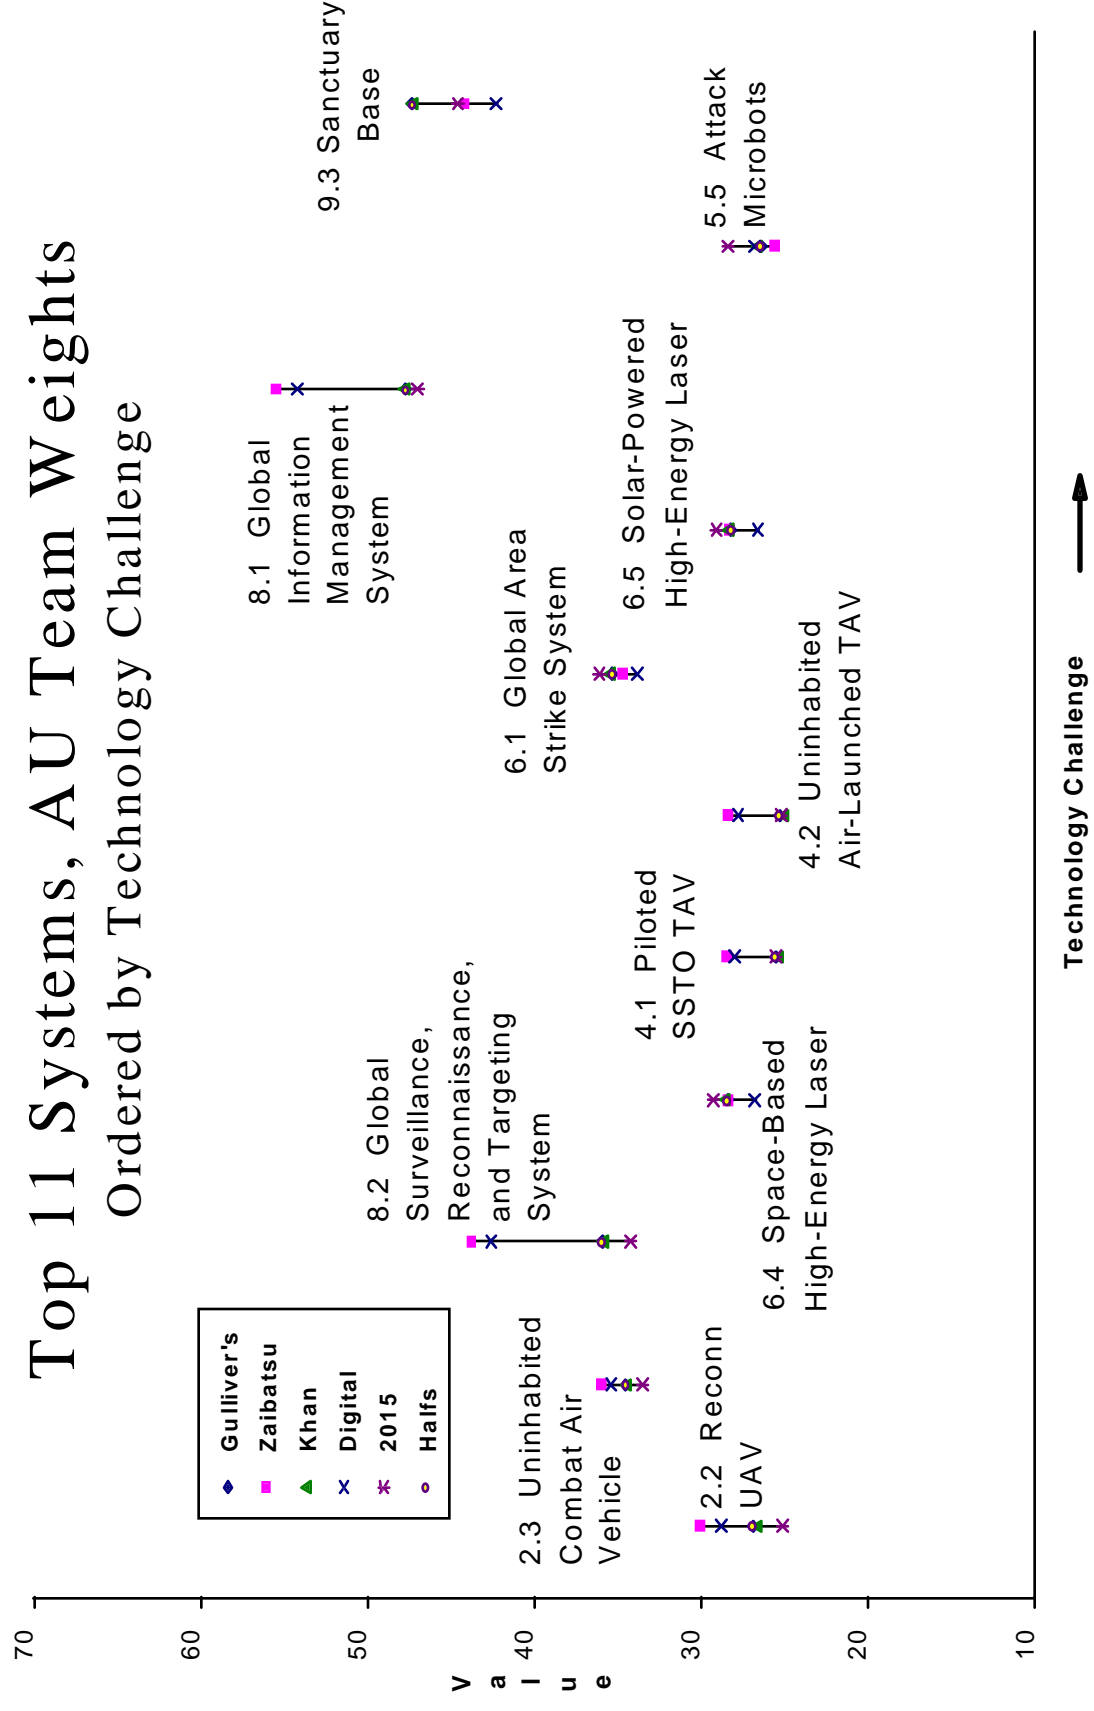 Top 11 Systems, AU Team Weights
Ordered by Technology Challenge
70
60
50
40
30
20
10
Value
Gulliver's
Zaibatsu
Khan
Digital
2015
Halfs
2.3 Uninhabited
Combat Air
Vehicle
2.2 Reconn
UAV
8.2 Global
Surveillance,
Reconnaissance,
and Targeting
System
6.4 Space-Based
High-Energy Laser
4.1 Piloted
SSTO TAV
4.2 Uninhabited
Air-Launched TAV
6.1 Global Area
Strike System
6.5 Solar-Powered
High-Energy Laser
8.1 Global
Information
Management
System
5.5 Attack
Microbots
9.3 Sanctuary
Base
Technology Challenge